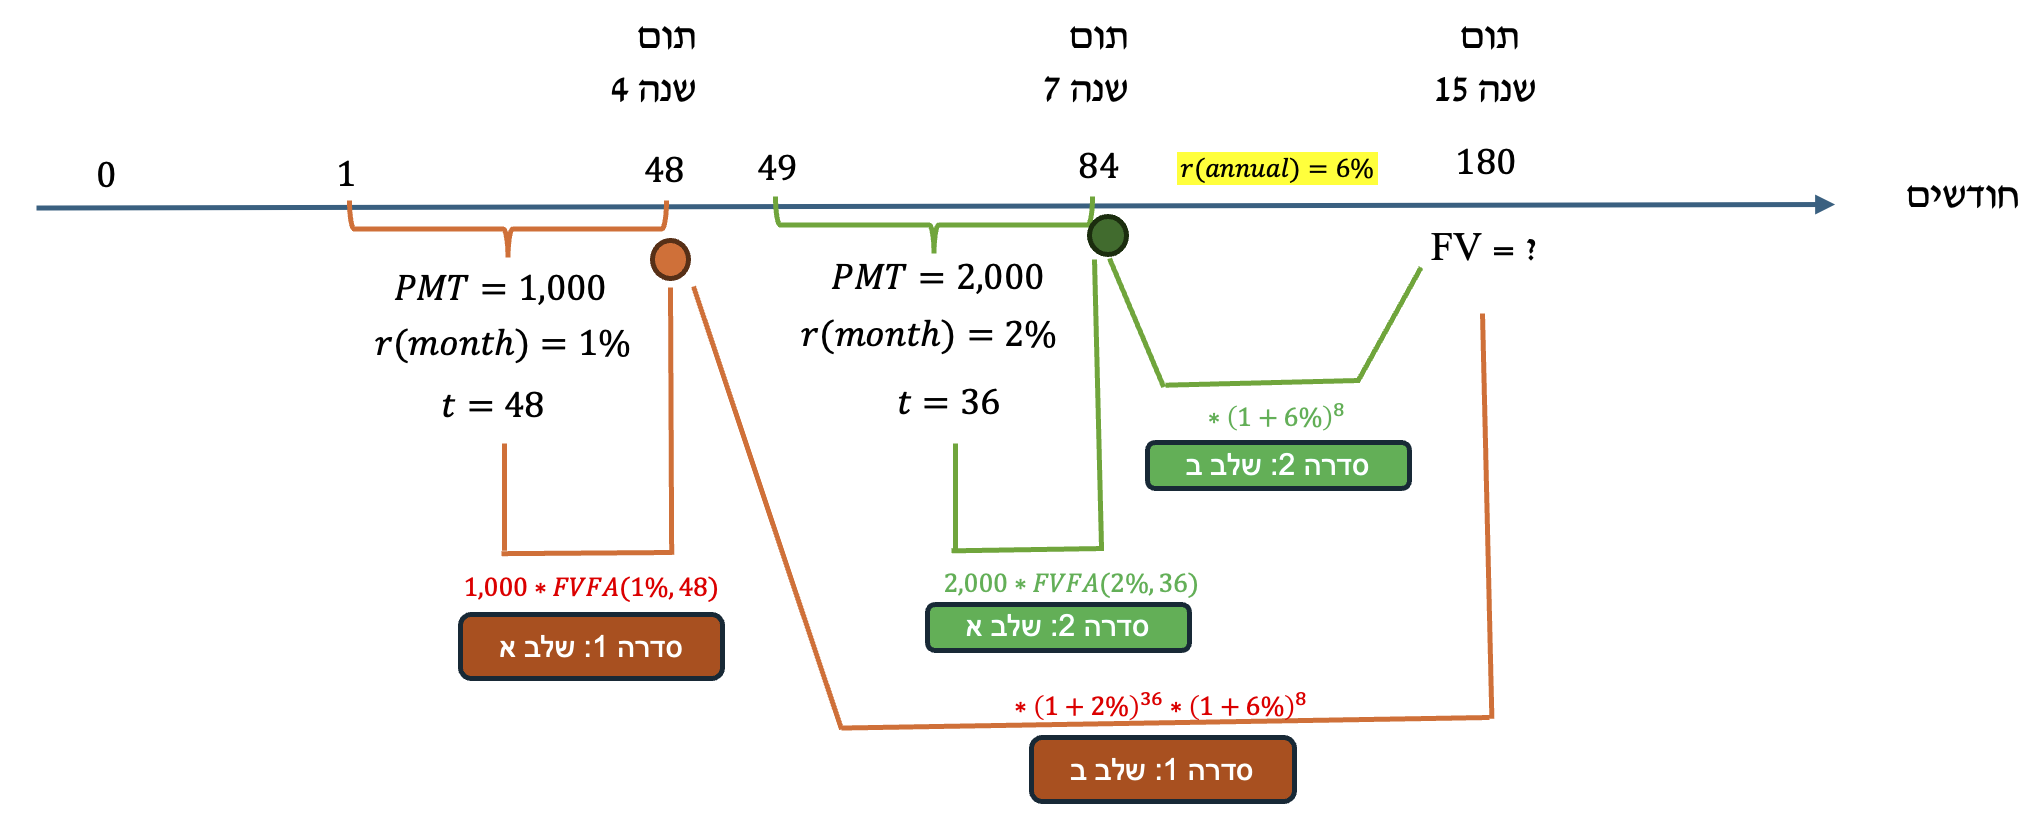 תום
שנה 4
תום
שנה 7
תום
שנה 15
0
1
48
49
84
r(annual) = 6%
180
חודשים
PMT = 1,000
r(month) = 1%
t = 48
PMT = 2,000
r(month) = 2%
t = 36
FV = ?
∗ (1 + 6%)^8
סדרה 2: שלב ב
1,000 ∗ FVFA(1%, 48)
סדרה 1: שלב א
2,000 ∗ FVFA(2%, 36)
סדרה 2: שלב א
∗ (1 + 2%)^36 ∗ (1 + 6%)^8
סדרה 1: שלב ב